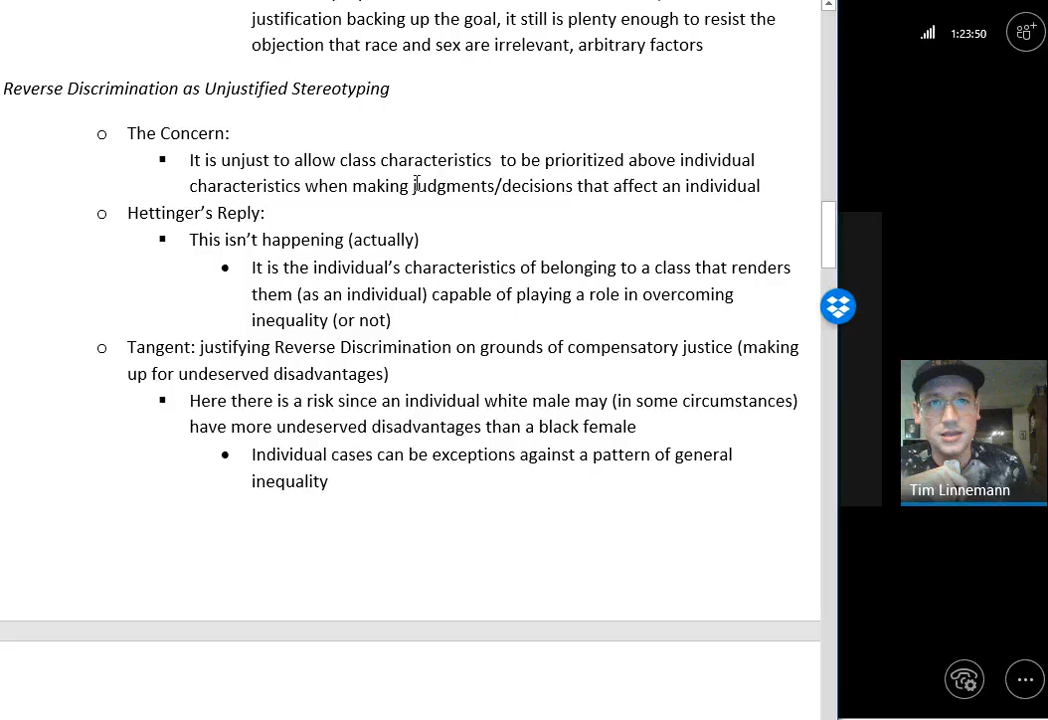 justification backing up the goal, it still is plenty enough to resist the
objection that race and sex are irrelevant, arbitrary factors
1:23:50
Reverse Discrimination as Unjustified Stereotyping
o The Concern:
▪ It is unjust to allow class characteristics  to be prioritized above individual
characteristics when making judgments/decisions that affect an individual
o Hettinger’s Reply:
▪ This isn’t happening (actually)
• It is the individual’s characteristics of belonging to a class that renders
them (as an individual) capable of playing a role in overcoming
inequality (or not)
o Tangent: justifying Reverse Discrimination on grounds of compensatory justice (making
up for undeserved disadvantages)
▪ Here there is a risk since an individual white male may (in some circumstances)
have more undeserved disadvantages than a black female
• Individual cases can be exceptions against a pattern of general
inequality
Tim Linnemann